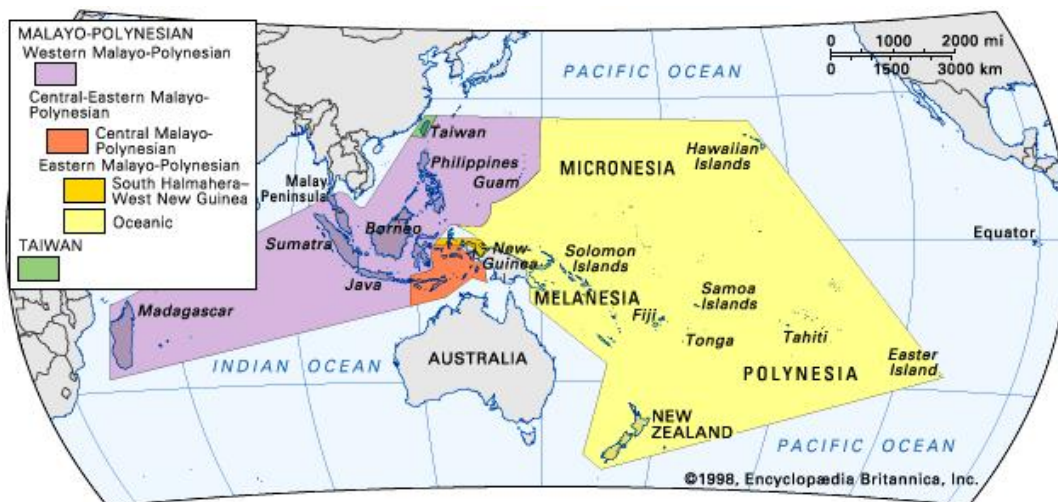 MALAYO-POLYNESIAN
Western Malayo-Polynesian
Central-Eastern Malayo-
Polynesian
Central Malayo-
Polynesian
Eastern Malayo-Polynesian
South Halmahera–
West New Guinea
Oceanic
TAIWAN
0 1000 2000 mi
0 1500 3000 km
PACIFIC OCEAN
Taiwan
Philippines
Guam
MICRONESIA
Hawaiian
Islands
Malay
Peninsula
Borneo
Sumatra
Java
New
Guinea
Solomon
Islands
Equator
MELANESIA
Samoa
Islands
Fiji
Tonga
Tahiti
Madagascar
INDIAN OCEAN
AUSTRALIA
POLYNESIA
Easter
Island
NEW
ZEALAND
PACIFIC OCEAN
©1998, Encyclopædia Britannica, Inc.